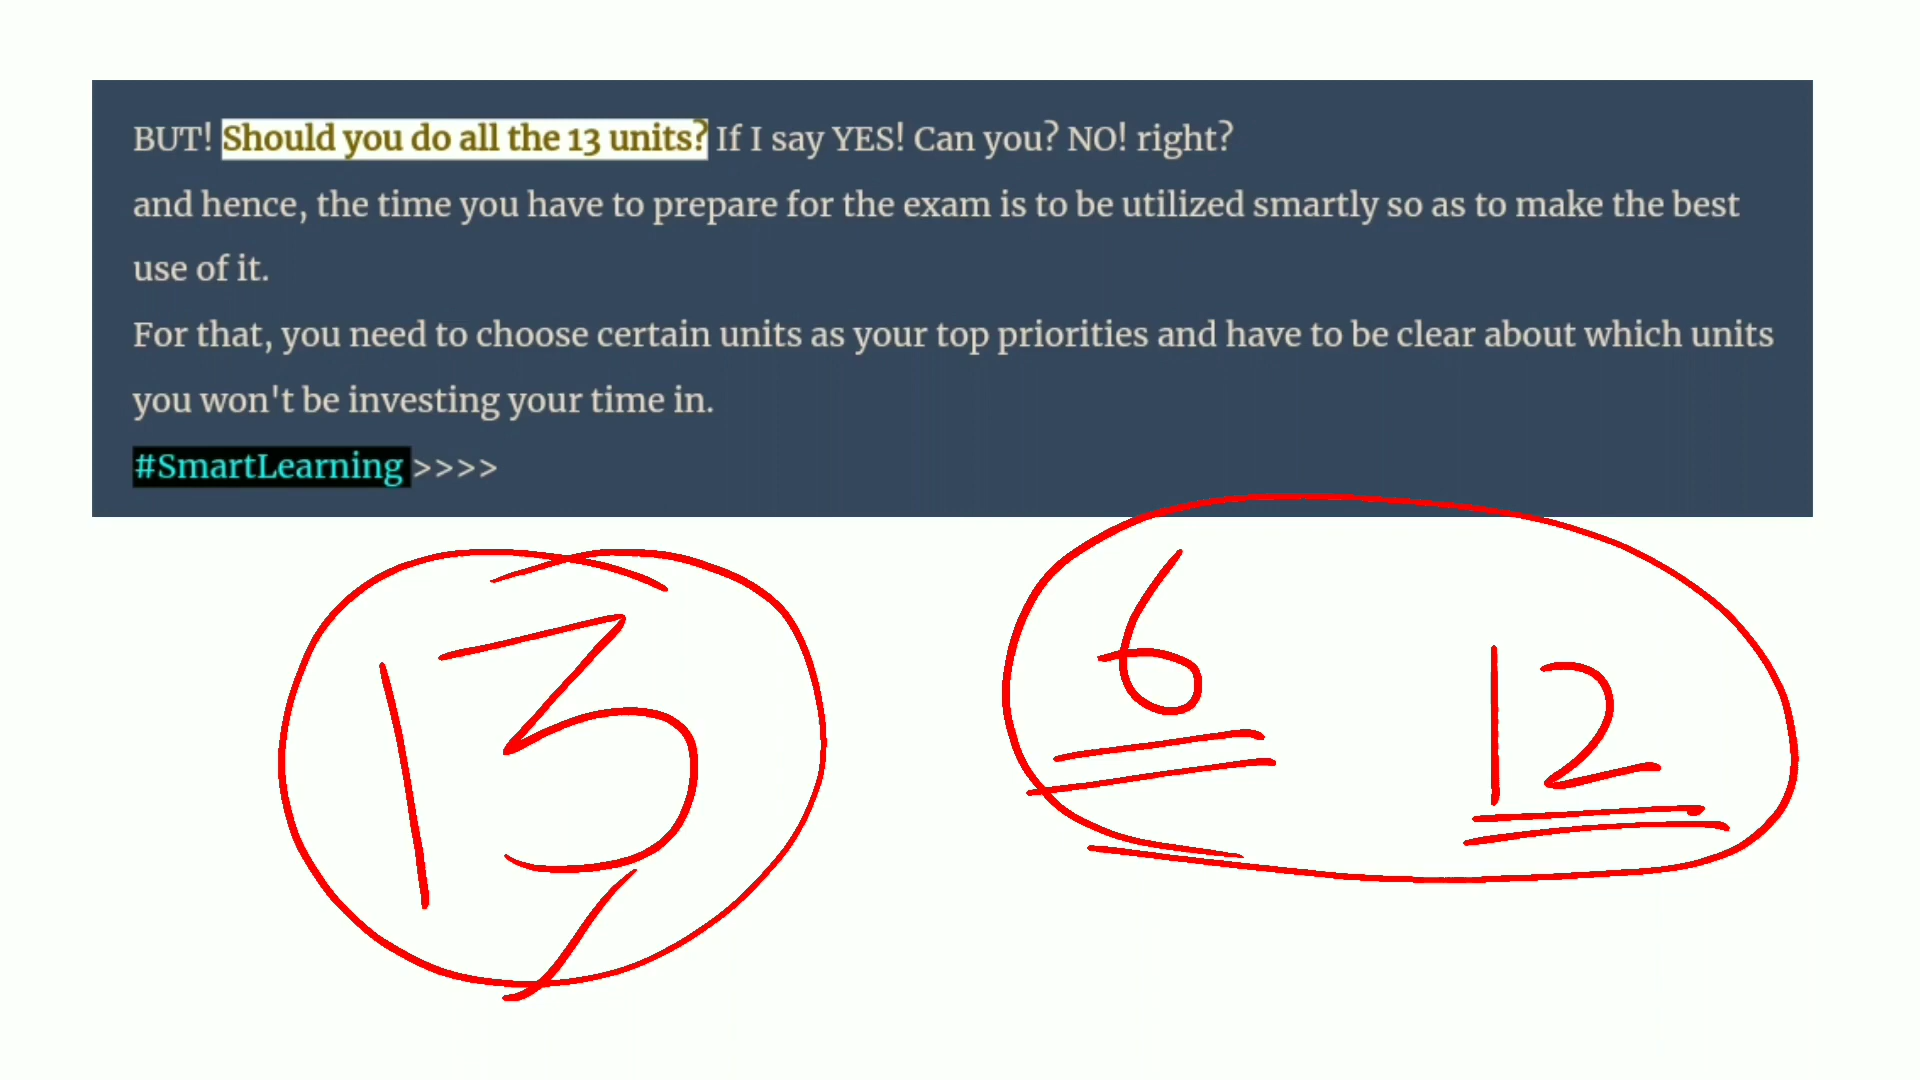 BUT! Should you do all the 13 units? If I say YES! Can you? NO! right?
and hence, the time you have to prepare for the exam is to be utilized smartly so as to make the best
use of it.
For that, you need to choose certain units as your top priorities and have to be clear about which units
you won't be investing your time in.
#SmartLearning >>>>
13
6 12